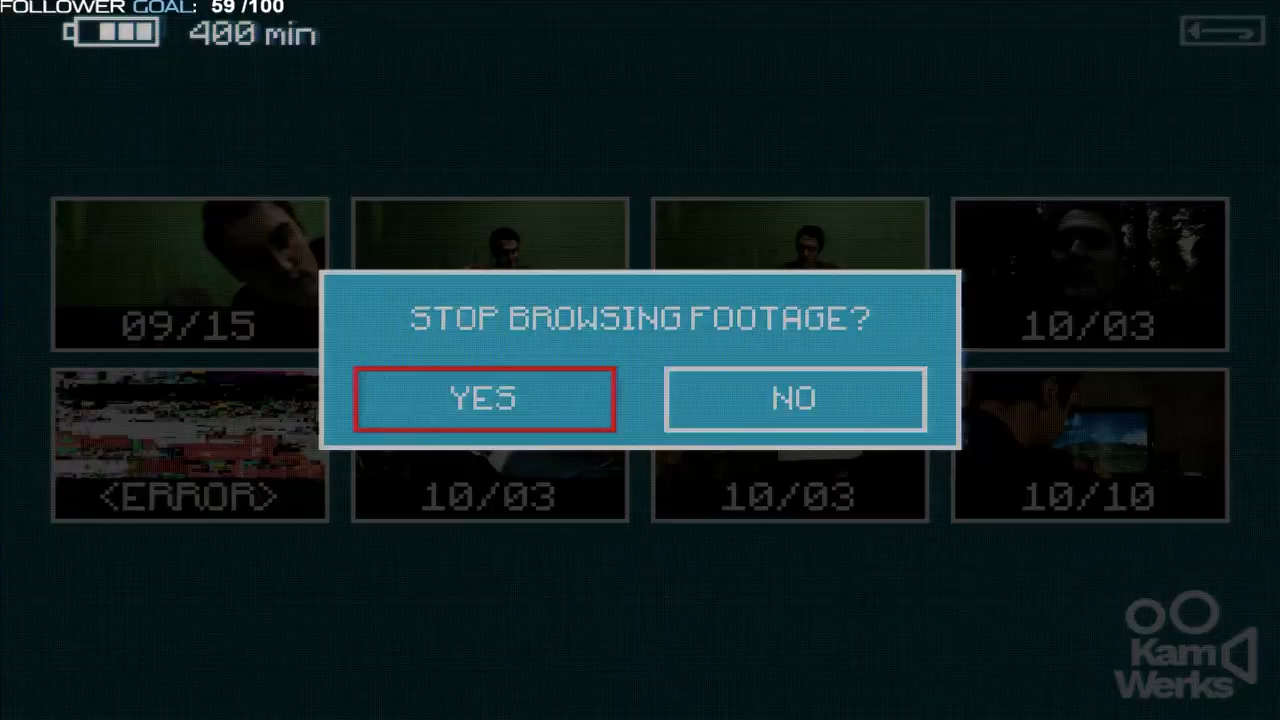 FOLLOWER GOAL: 59 /100
400 min
09/15
10/03
STOP BROWSING FOOTAGE?
YES
NO
<ERROR>
10/03
10/03
10/10
Kam
Werks